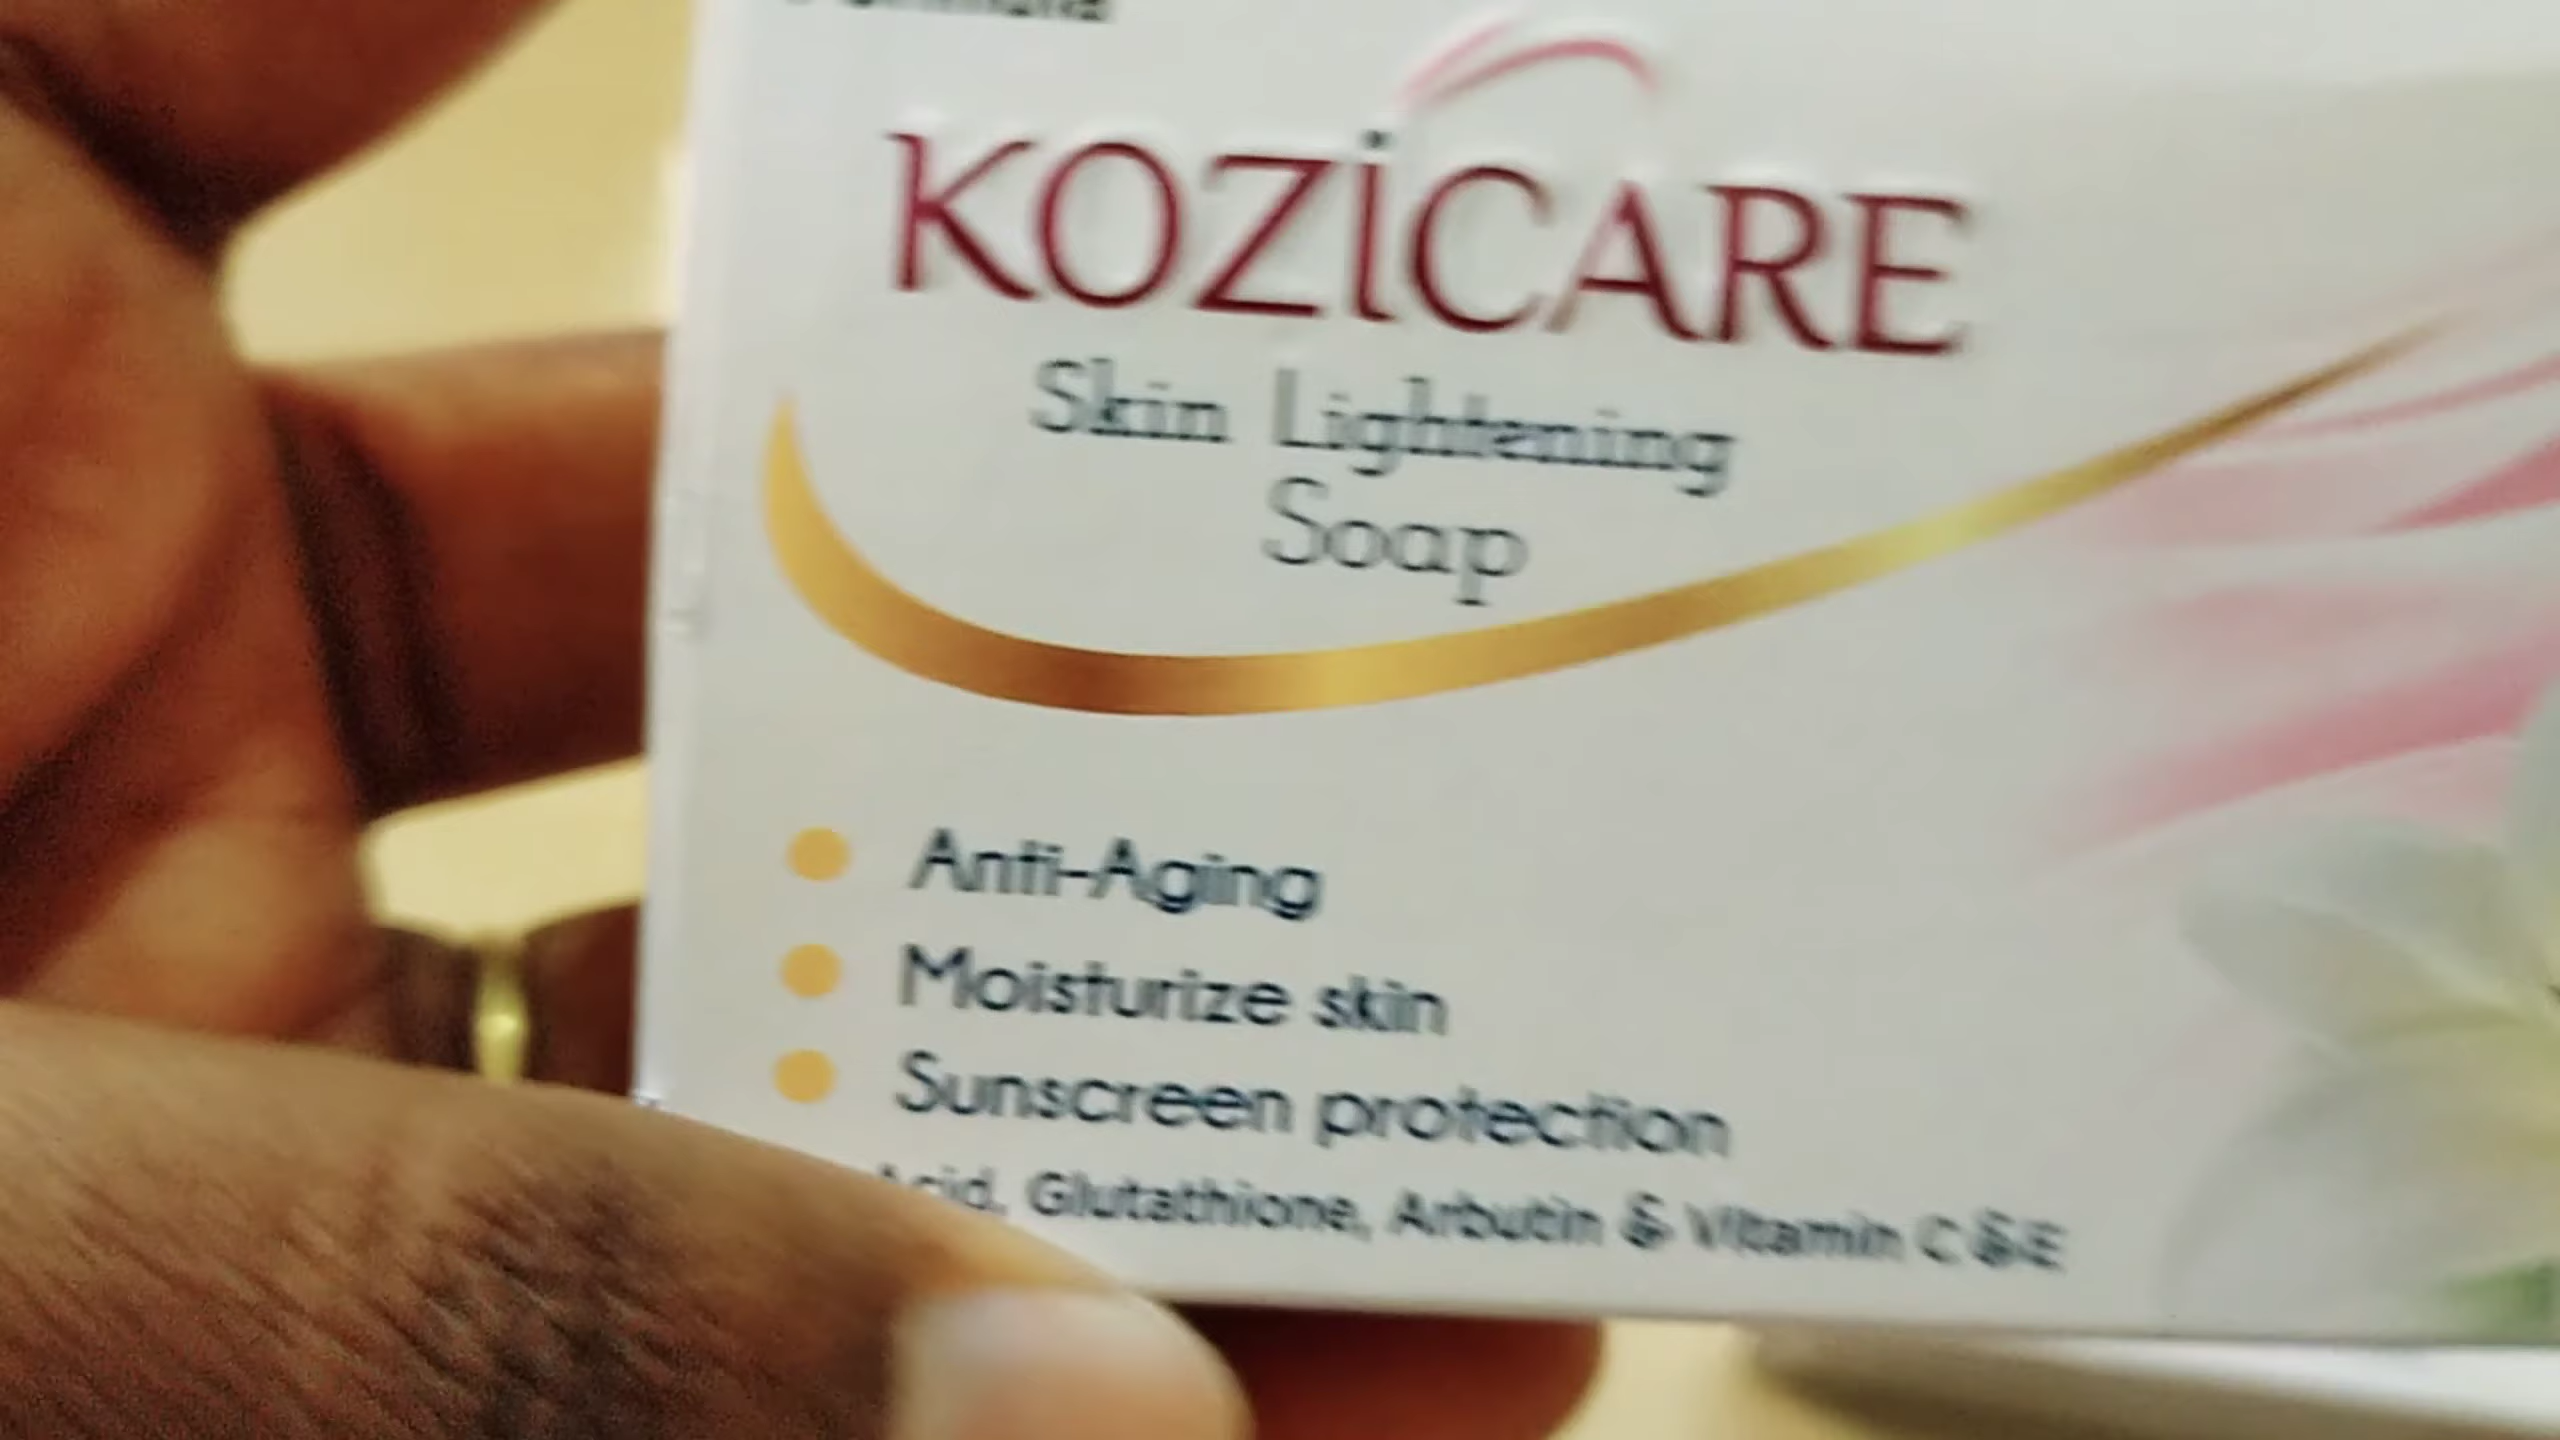 KOZiCARE
Skin Lightening
Soap
Anti-Aging
Moisturize skin
Sunscreen protection
Acid, Glutathione, Arbutin & Vitamin C & E